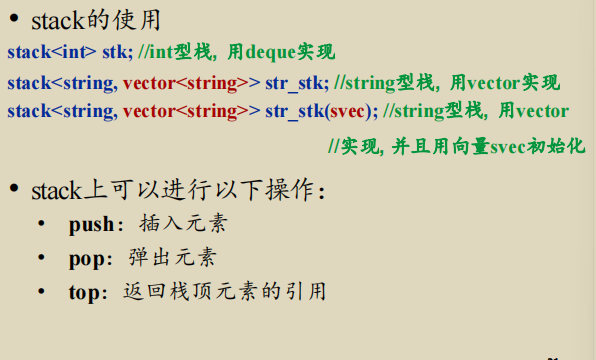 • stack的使用
stack<int> stk; //int型栈, 用deque实现
stack<string, vector<string>> str_stk; //string型栈, 用vector实现
stack<string, vector<string>> str_stk(svec); //string型栈, 用vector
//实现, 并且用向量svec初始化
• stack上可以进行以下操作：
• push：插入元素
• pop：弹出元素
• top：返回栈顶元素的引用